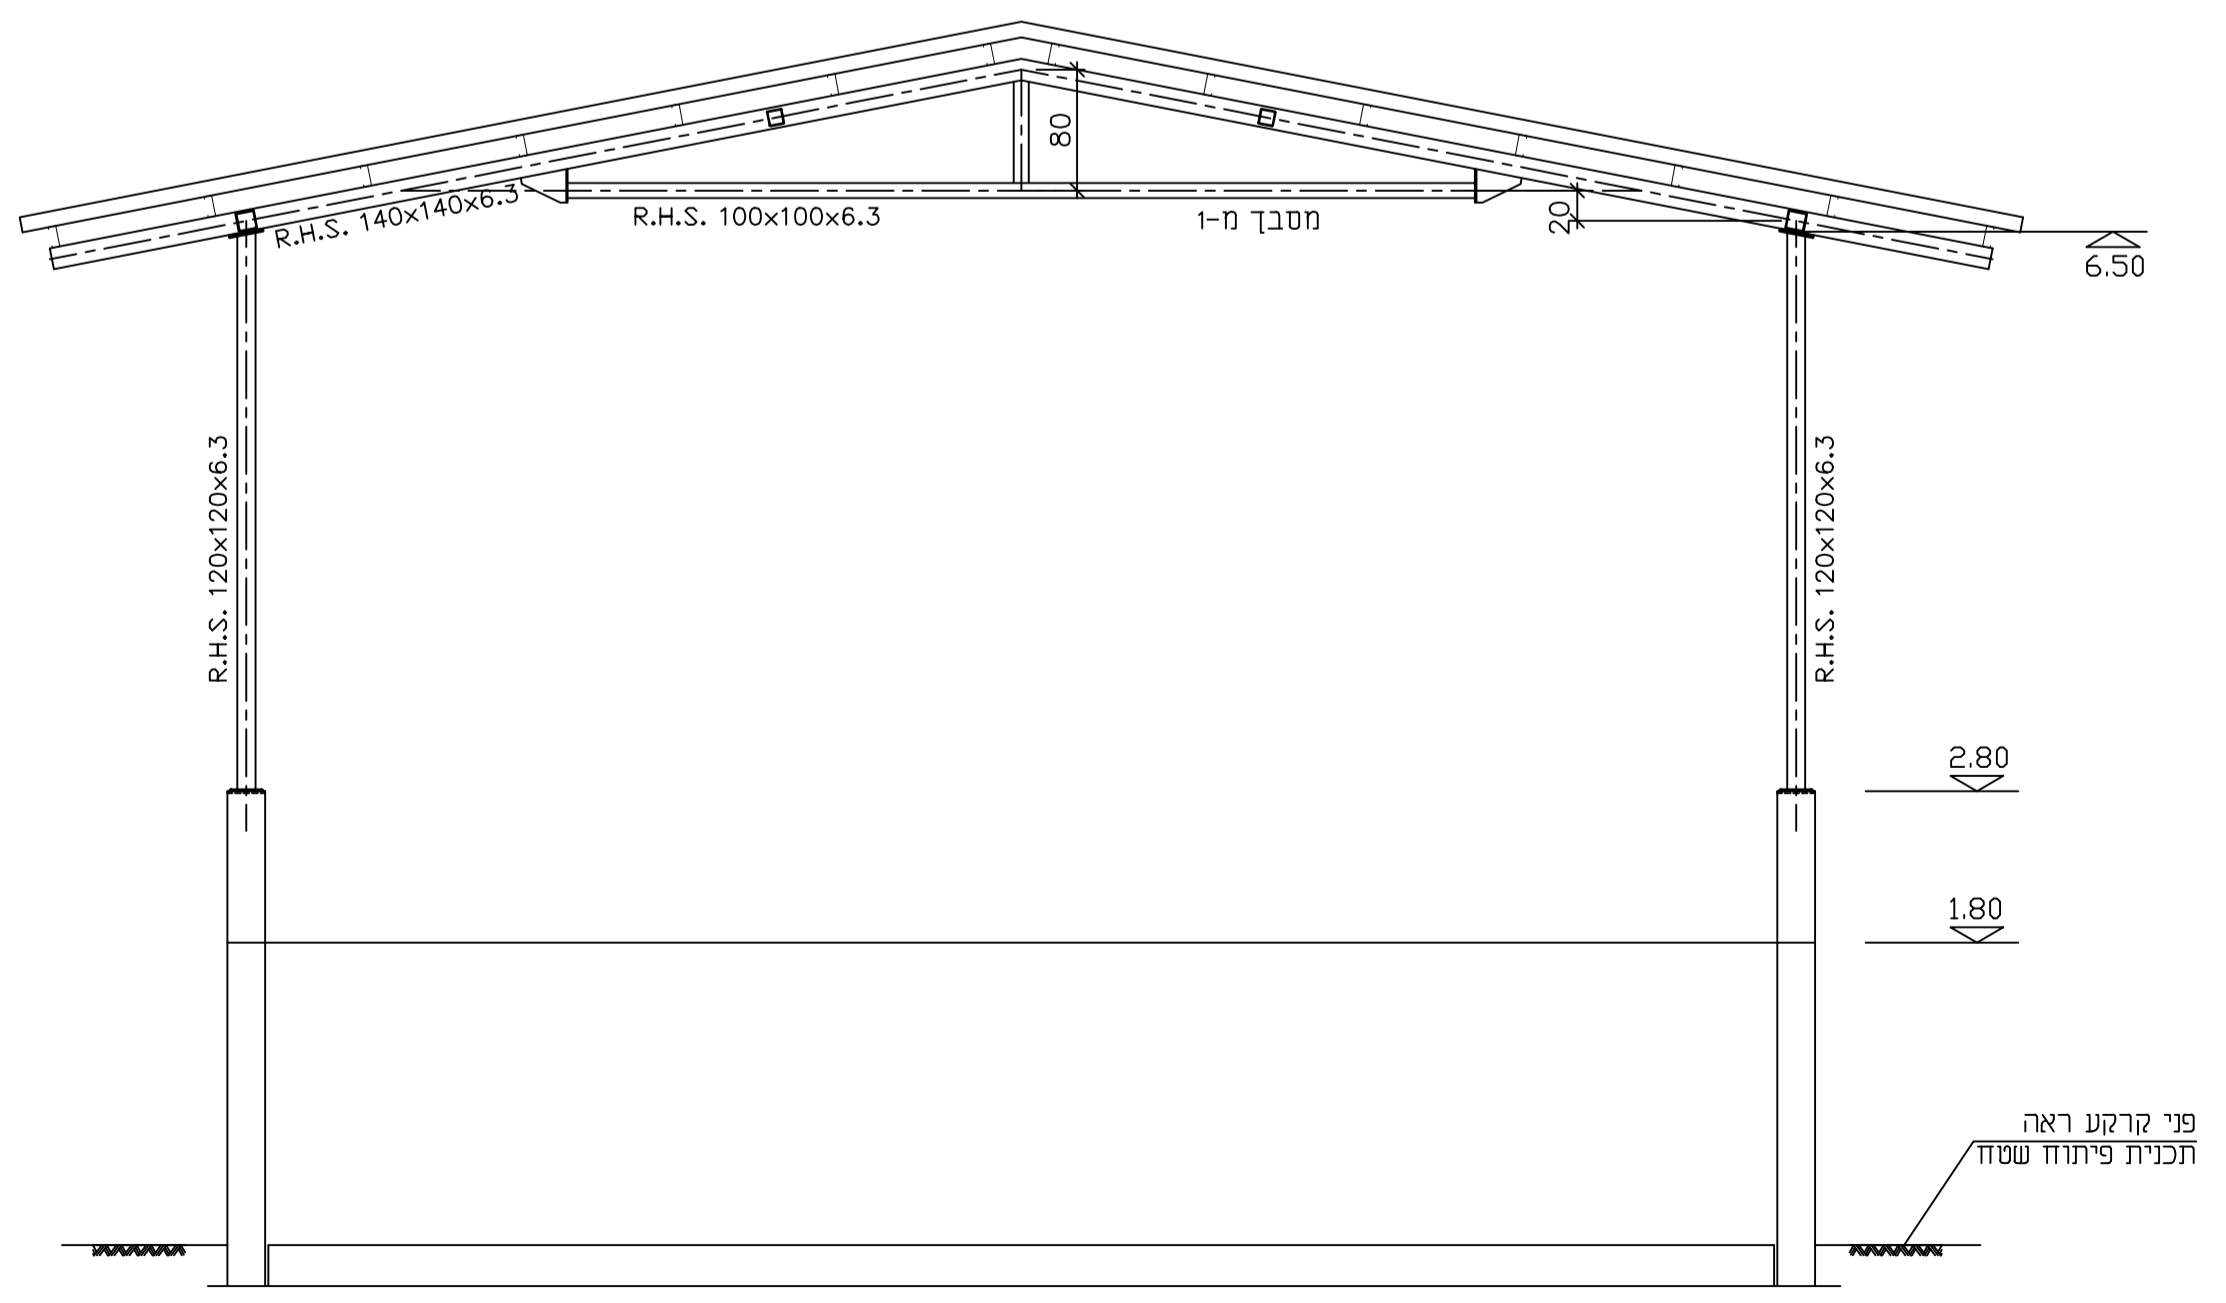 80
R.H.S. 140x140x6.3
R.H.S. 100x100x6.3
מסבך מ-1
20
6.50
R.H.S. 120x120x6.3
R.H.S. 120x120x6.3
2.80
1.80
פני קרקע ראה
תכנית פיתוח שטח